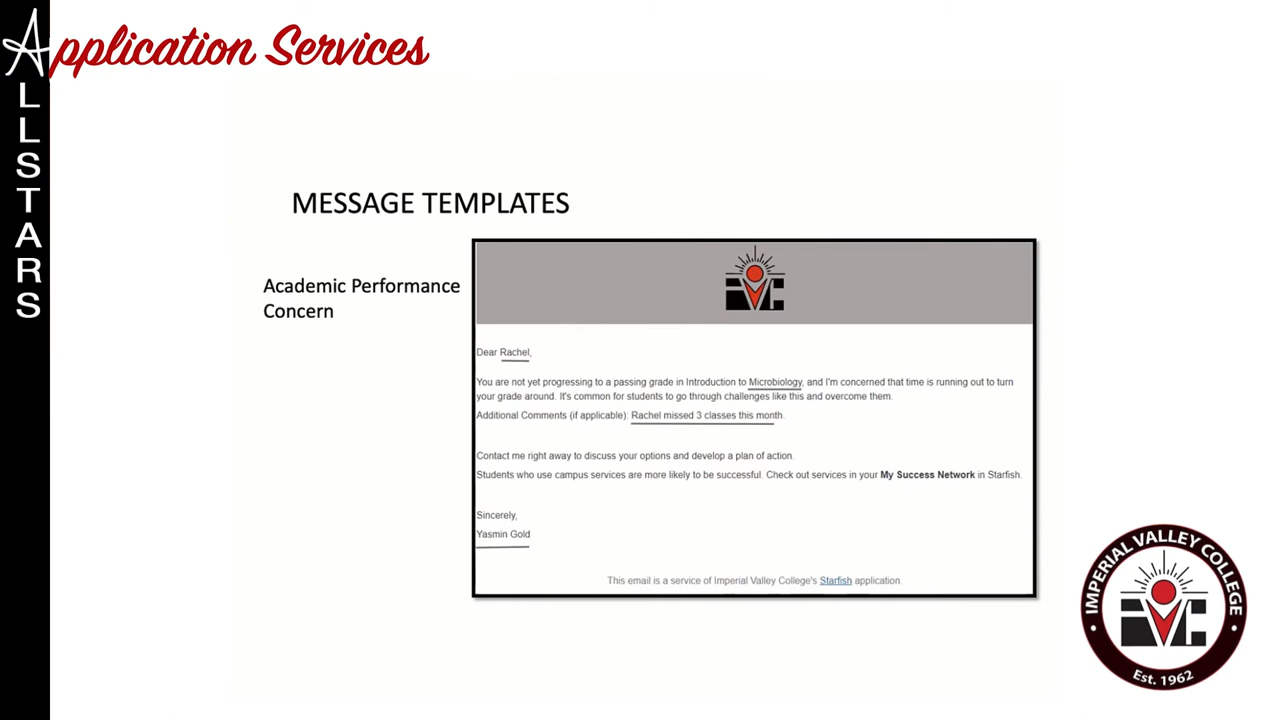 Application Services
ALLSTARS
MESSAGE TEMPLATES
Academic Performance
Concern
IVC
Dear Rachel,
You are not yet progressing to a passing grade in Introduction to Microbiology, and I'm concerned that time is running out to turn
your grade around. It's common for students to go through challenges like this and overcome them.
Additional Comments (if applicable): Rachel missed 3 classes this month.
Contact me right away to discuss your options and develop a plan of action.
Students who use campus services are more likely to be successful. Check out services in your My Success Network in Starfish.
Sincerely,
Yasmin Gold
This email is a service of Imperial Valley College's Starfish application.
IMPERIAL VALLEY COLLEGE
IVC
Est. 1962